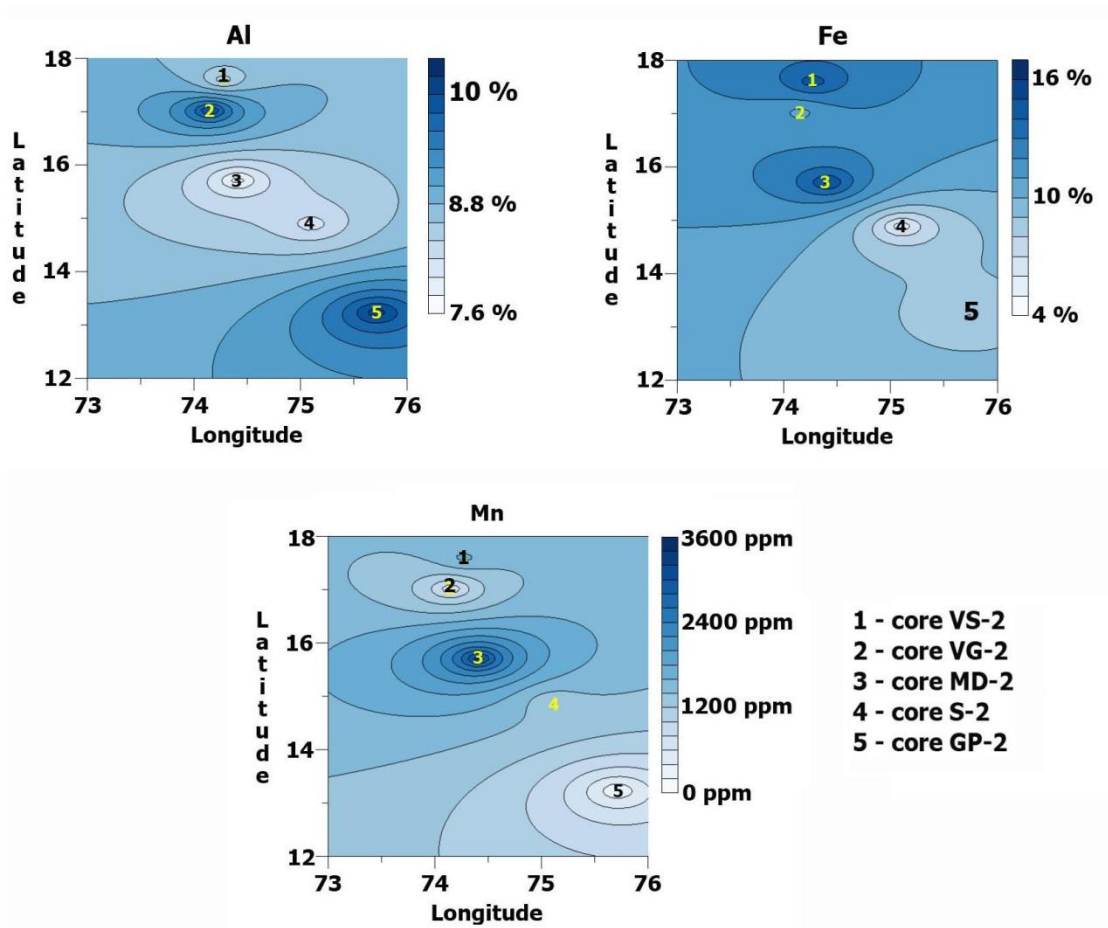 Al
18
16
14
12
73 74 75 76
Latitude
Longitude
1
2
3
4
5
10 %
8.8 %
7.6 %
Fe
18
16
14
12
73 74 75 76
Latitude
Longitude
1
2
3
4
5
16 %
10 %
4 %
Mn
18
16
14
12
73 74 75 76
Latitude
Longitude
1
2
3
4
5
3600 ppm
2400 ppm
1200 ppm
0 ppm
1 - core VS-2
2 - core VG-2
3 - core MD-2
4 - core S-2
5 - core GP-2